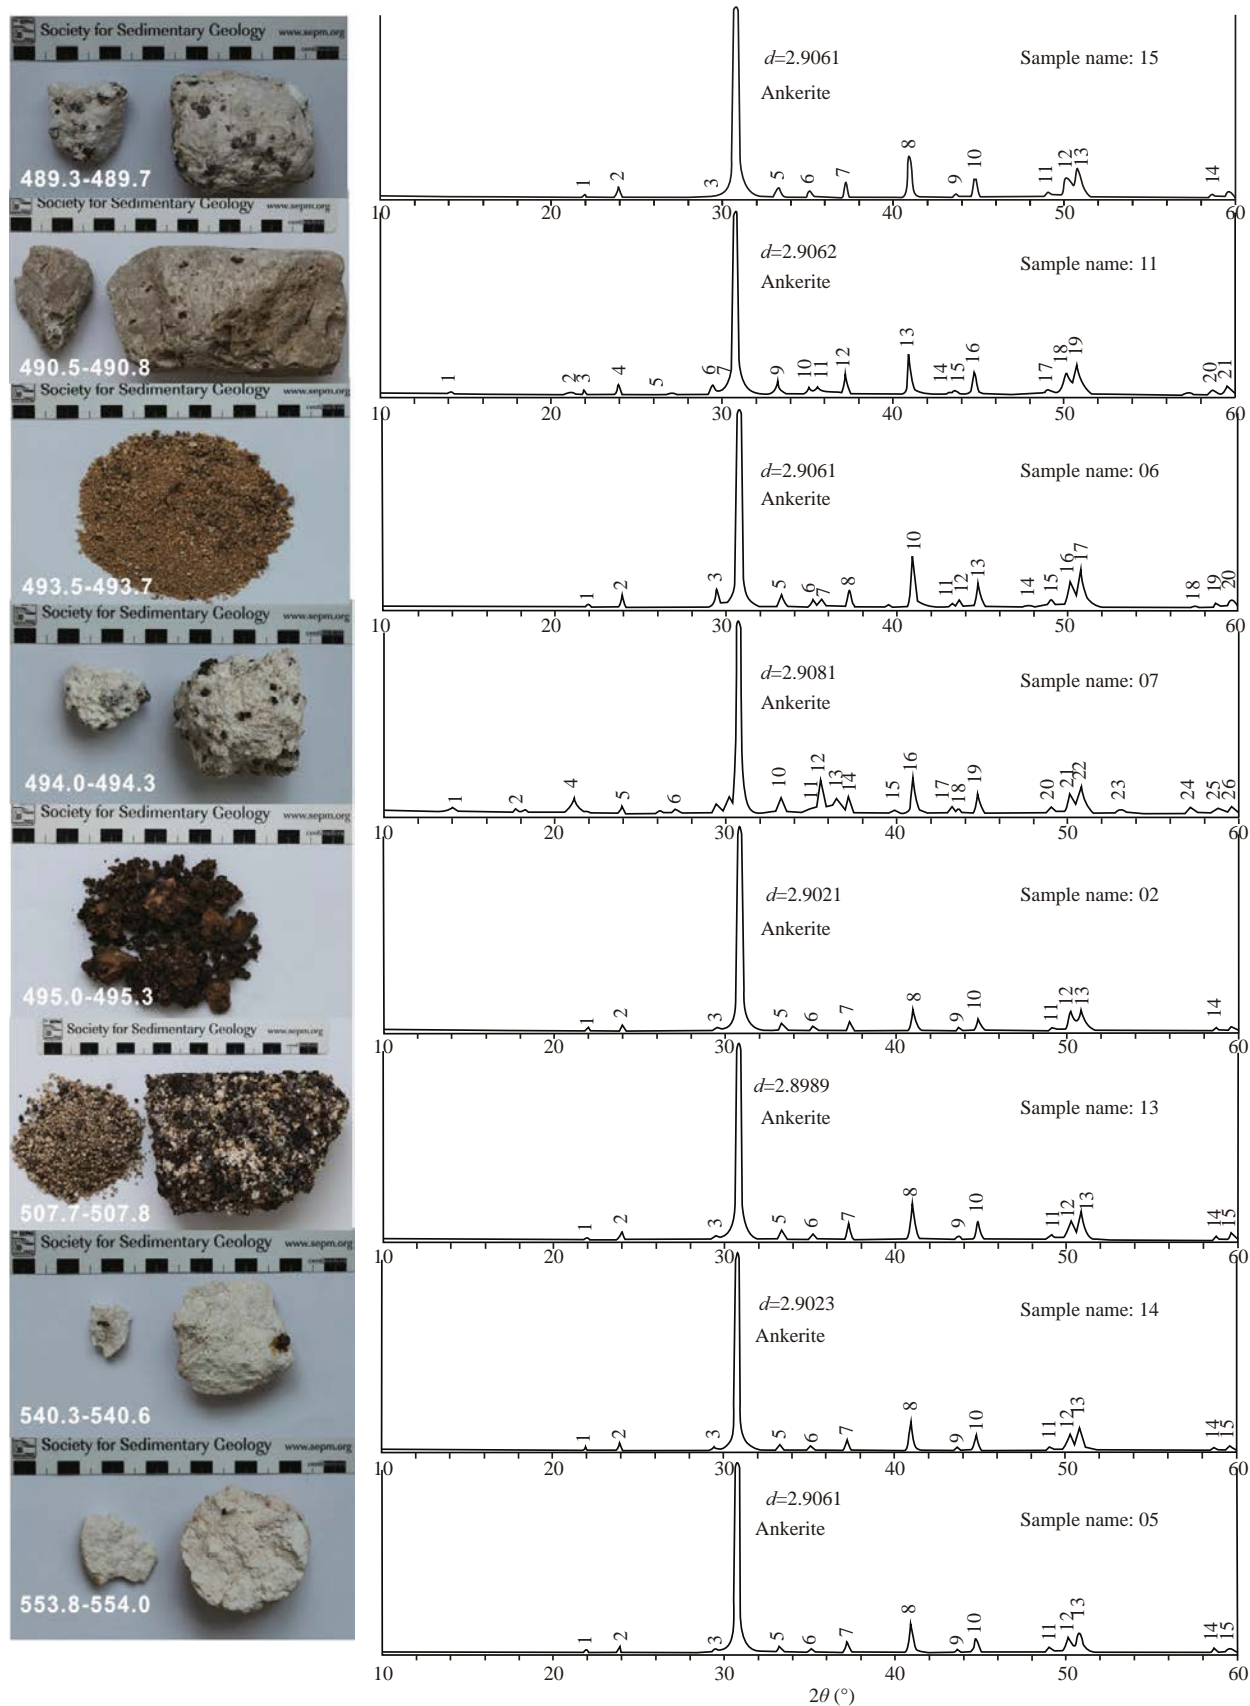 Society for Sedimentary Geology www.sepm.org
489.3-489.7
d=2.9061
Ankerite
Sample name: 15
1 2 3 5 6 7 8 9 10 11 12 13 14
10 20 30 40 50 60
Society for Sedimentary Geology www.sepm.org
490.5-490.8
d=2.9062
Ankerite
Sample name: 11
1 2 3 4 5 6 7 9 10 11 12 13 14 15 16 17 18 19 20 21
10 20 30 40 50 60
Society for Sedimentary Geology www.sepm.org
493.5-493.7
d=2.9061
Ankerite
Sample name: 06
1 2 3 5 6 7 8 10 11 12 13 14 15 16 17 18 19 20
10 20 30 40 50 60
Society for Sedimentary Geology www.sepm.org
494.0-494.3
d=2.9081
Ankerite
Sample name: 07
1 2 4 5 6 10 11 12 13 14 15 16 17 18 19 20 21 22 23 24 25 26
10 20 30 40 50 60
Society for Sedimentary Geology www.sepm.org
495.0-495.3
d=2.9021
Ankerite
Sample name: 02
1 2 3 5 6 7 8 9 10 11 12 13 14
10 20 30 40 50 60
Society for Sedimentary Geology www.sepm.org
507.7-507.8
d=2.8989
Ankerite
Sample name: 13
1 2 3 5 6 7 8 9 10 11 12 13 14 15
10 20 30 40 50 60
Society for Sedimentary Geology www.sepm.org
540.3-540.6
d=2.9023
Ankerite
Sample name: 14
1 2 3 5 6 7 8 9 10 11 12 13 14 15
10 20 30 40 50 60
Society for Sedimentary Geology www.sepm.org
553.8-554.0
d=2.9061
Ankerite
Sample name: 05
1 2 3 5 6 7 8 9 10 11 12 13 14 15
10 20 30 40 50 60
2θ (°)